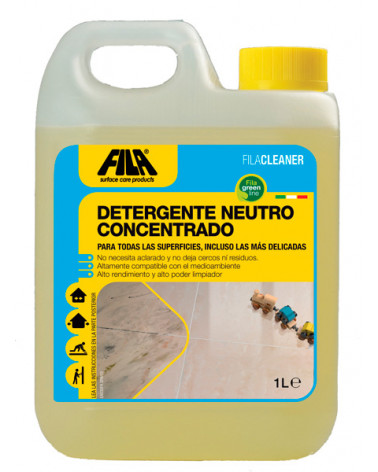 FILA
surface care products
FILACLEANER
Fila
green
line
DETERGENTE NEUTRO
CONCENTRADO
PARA TODAS LAS SUPERFICIES, INCLUSO LAS MÁS DELICADAS
No necesita aclarado y no deja cercos ni residuos.
Altamente compatible con el medioambiente
Alto rendimiento y alto poder limpiador
LEA LAS INSTRUCCIONES EN LA PARTE POSTERIOR
1L℮